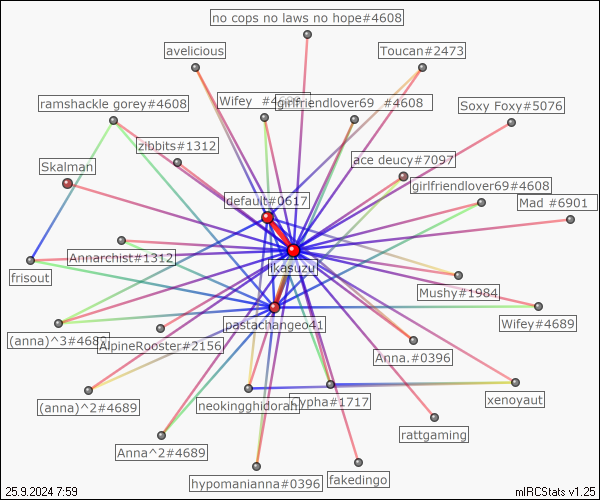 no cops no laws no hope#4608
avelicious
Toucan#2473
ramshackle gorey#4608
Wifey #46
girlfriendlover69 #4608
Soxy Foxy#5076
zibbits#1312
ace deucy#7097
Skalman
girlfriendlover69#4608
default#0617
Mad #6901
Annarchist#1312
ikasuzu
frisout
Mushy#1984
pastachangeo41
Wifey#4689
(anna)^3#4689
AlpineRooster#2156
Anna.#0396
(anna)^2#4689
neokingghidorah
hypha#1717
xenoyaut
rattgaming
Anna^2#4689
hypomanianna#0396
fakedingo
25.9.2024 7:59
mIRCStats v1.25